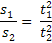 s₁/s₂ = t₁²/t₂²